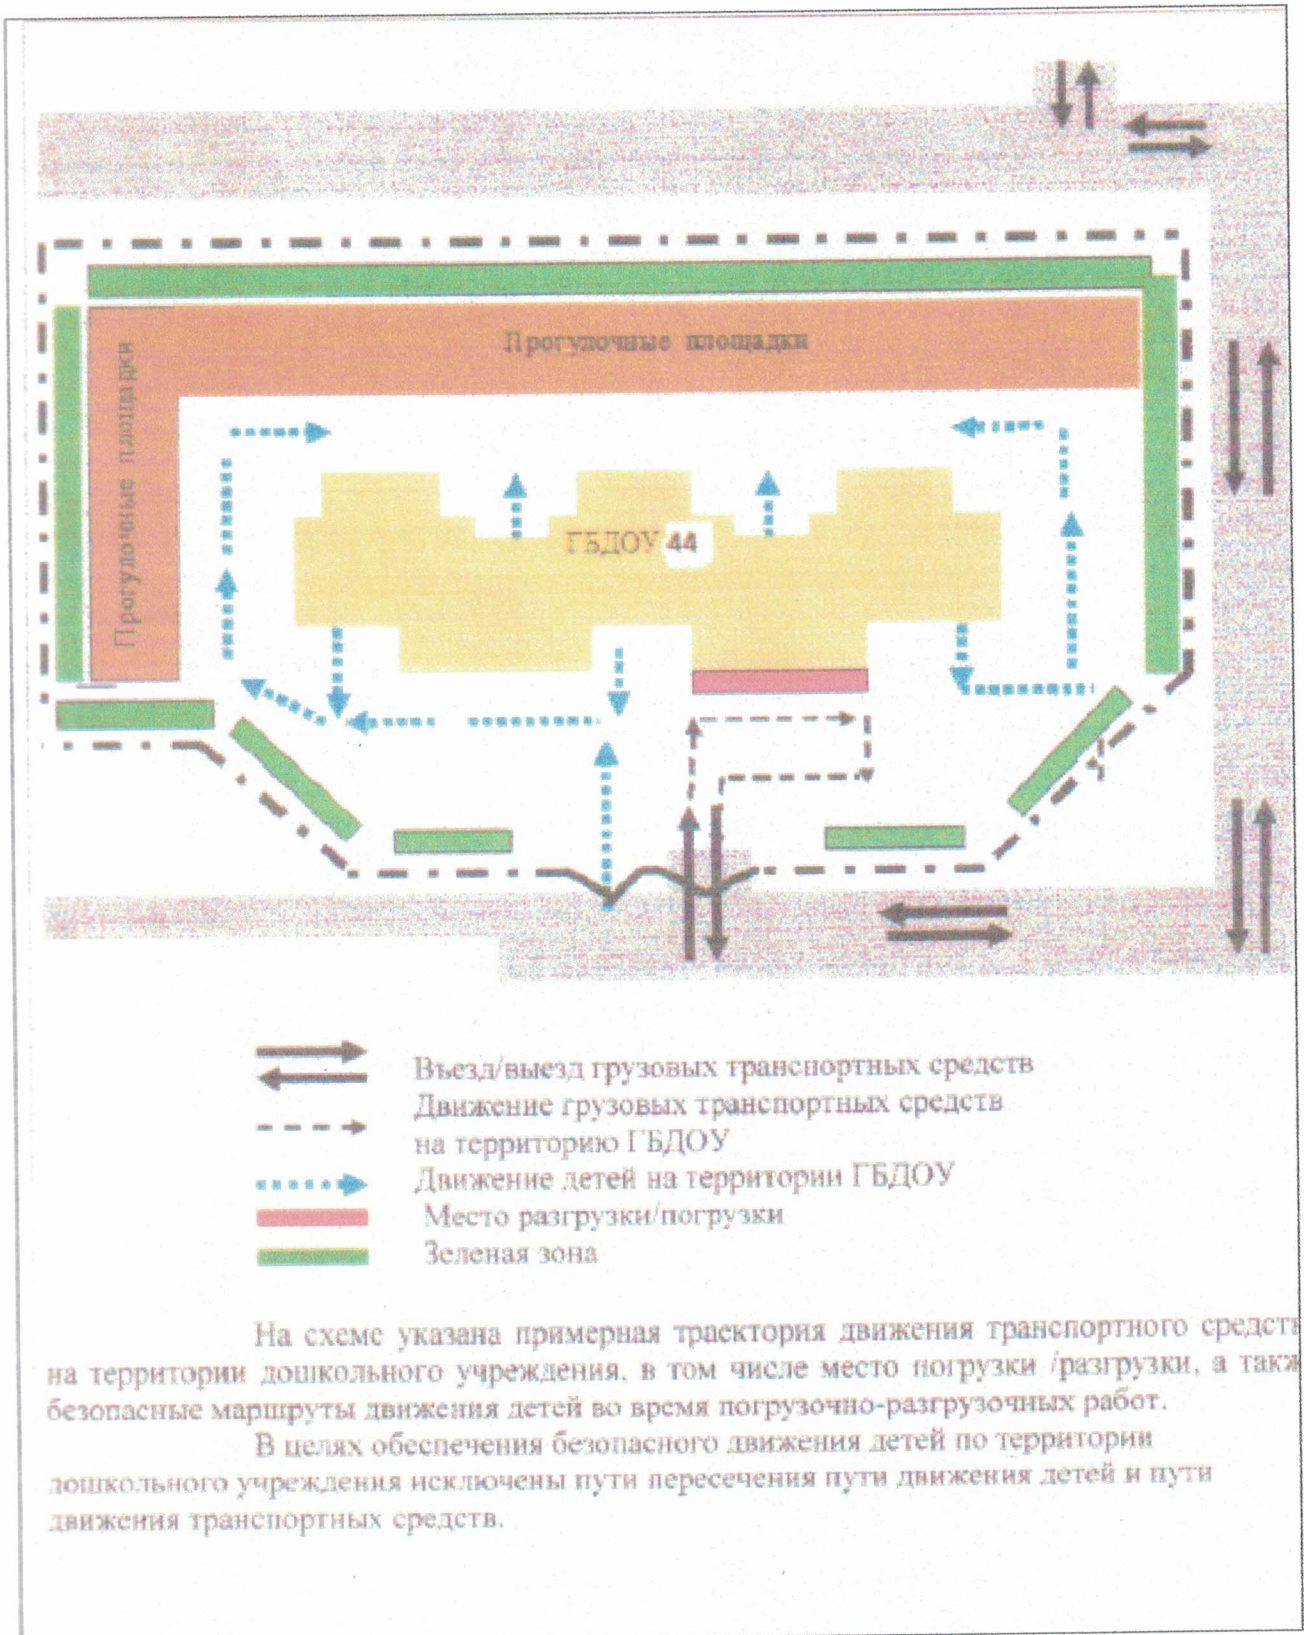 Прогулочные площадки
Прогулочные площадки
ГБДОУ 44
Въезд/выезд грузовых транспортных средств
Движение грузовых транспортных средств
на территорию ГБДОУ
Движение детей на территории ГБДОУ
Место разгрузки/погрузки
Зеленая зона
На схеме указана примерная траектория движения транспортного средств
на территории дошкольного учреждения, в том числе место погрузки /разгрузки, а такж
безопасные маршруты движения детей во время погрузочно-разгрузочных работ.
В целях обеспечения безопасного движения детей по территории
дошкольного учреждения исключены пути пересечения пути движения детей и пути
движения транспортных средств.